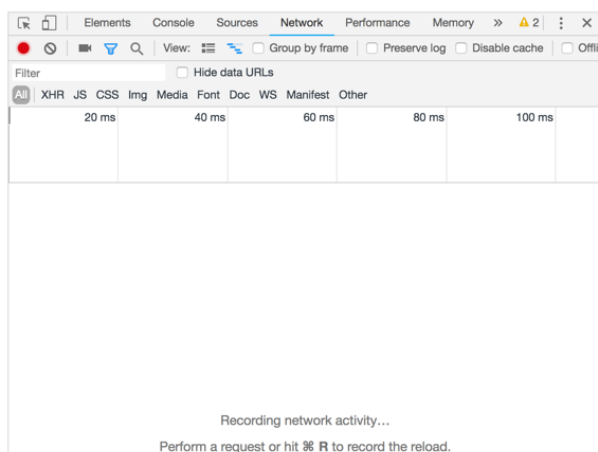 Elements Console Sources Network Performance Memory » 2
View: Group by frame Preserve log Disable cache Offli
Filter Hide data URLs
All XHR JS CSS Img Media Font Doc WS Manifest Other
20 ms 40 ms 60 ms 80 ms 100 ms
Recording network activity…
Perform a request or hit ⌘ R to record the reload.